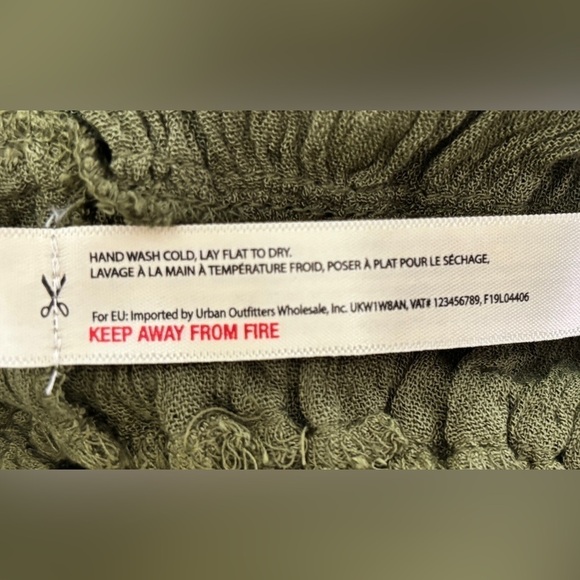 HAND WASH COLD, LAY FLAT TO DRY.
LAVAGE À LA MAIN À TEMPÉRATURE FROID, POSER À PLAT POUR LE SÉCHAGE,
For EU: Imported by Urban Outfitters Wholesale, Inc. UKW1W8AN, VAT# 123456789, F19L04406
KEEP AWAY FROM FIRE